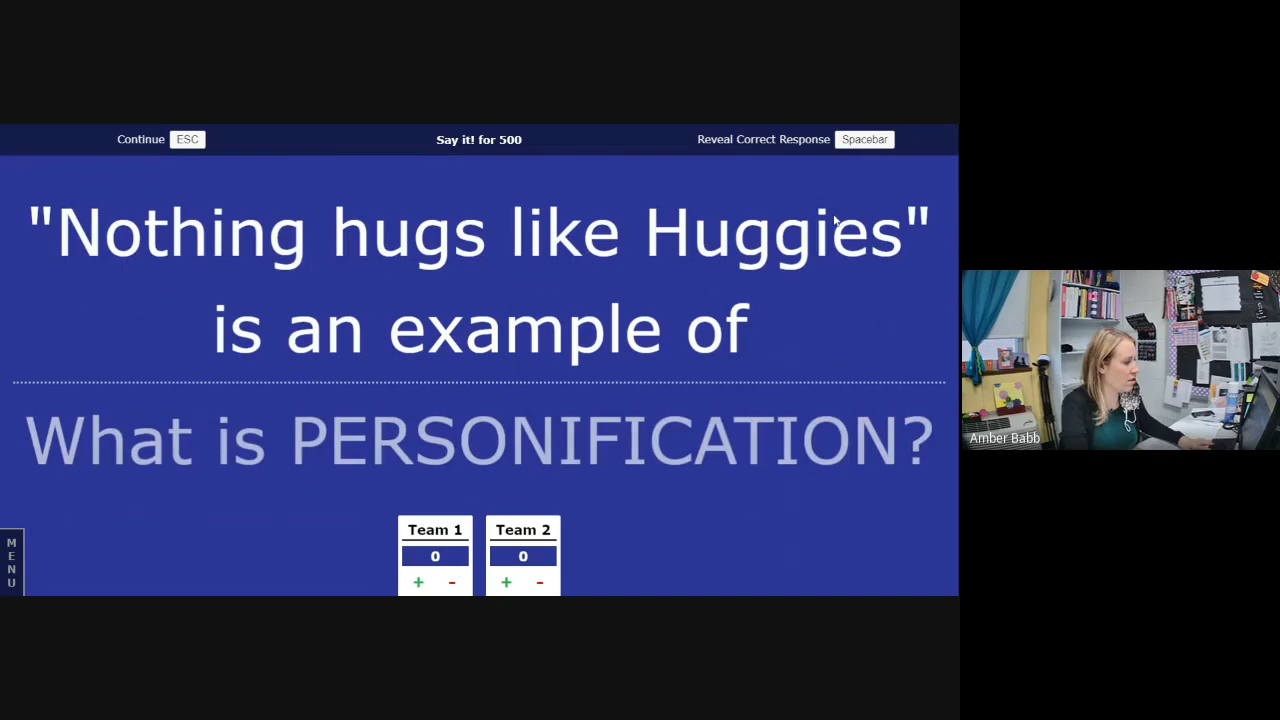 Continue ESC
Say it! for 500
Reveal Correct Response Spacebar
"Nothing hugs like Huggies"
is an example of
What is PERSONIFICATION?
Team 1
0
+ -
Team 2
0
+ -
MENU
Amber Babb